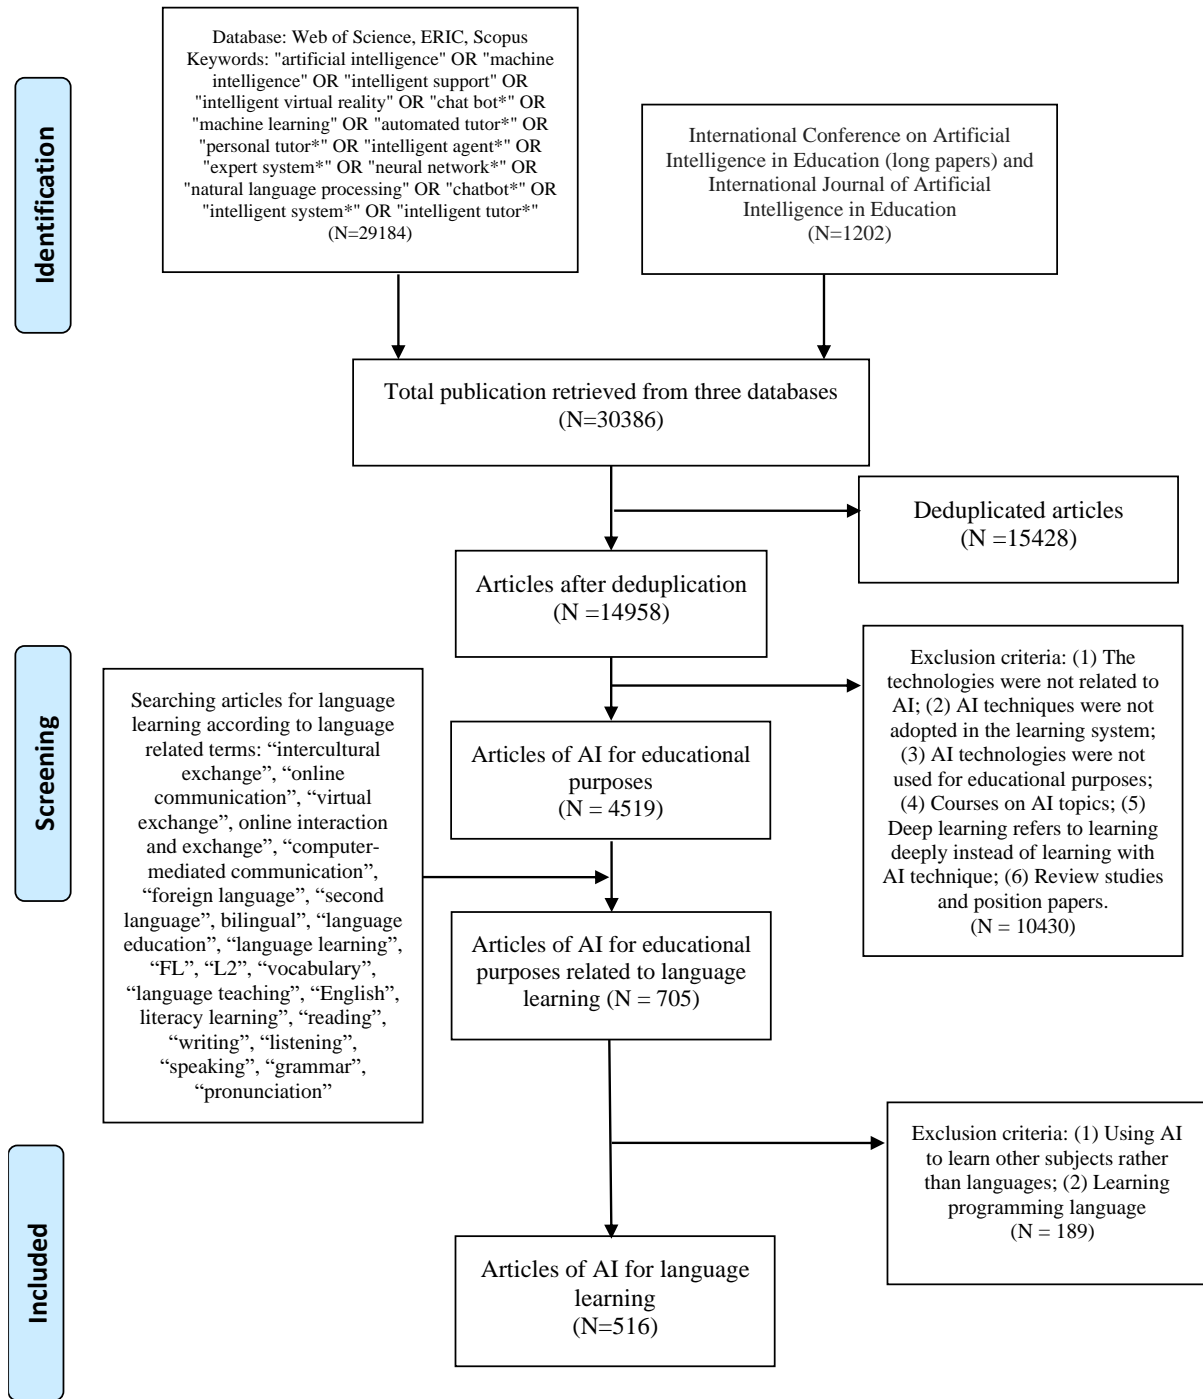 Identification
Database: Web of Science, ERIC, Scopus
Keywords: "artificial intelligence" OR "machine
intelligence" OR "intelligent support" OR
"intelligent virtual reality" OR "chat bot*" OR
"machine learning" OR "automated tutor*" OR
"personal tutor*" OR "intelligent agent*" OR
"expert system*" OR "neural network*" OR
"natural language processing" OR "chatbot*" OR
"intelligent system*" OR "intelligent tutor*"
(N=29184)
International Conference on Artificial
Intelligence in Education (long papers) and
International Journal of Artificial
Intelligence in Education
(N=1202)
Total publication retrieved from three databases
(N=30386)
Deduplicated articles
(N =15428)
Articles after deduplication
(N =14958)
Screening
Searching articles for language
learning according to language
related terms: “intercultural
exchange”, “online
communication”, “virtual
exchange”, online interaction
and exchange”, “computer-
mediated communication”,
“foreign language”, “second
language”, bilingual”, “language
education”, “language learning”,
“FL”, “L2”, “vocabulary”,
“language teaching”, “English”,
literacy learning”, “reading”,
“writing”, “listening”,
“speaking”, “grammar”,
“pronunciation”
Exclusion criteria: (1) The
technologies were not related to
AI; (2) AI techniques were not
adopted in the learning system;
(3) AI technologies were not
used for educational purposes;
(4) Courses on AI topics; (5)
Deep learning refers to learning
deeply instead of learning with
AI technique; (6) Review studies
and position papers.
(N = 10430)
Articles of AI for educational
purposes
(N = 4519)
Articles of AI for educational
purposes related to language
learning (N = 705)
Exclusion criteria: (1) Using AI
to learn other subjects rather
than languages; (2) Learning
programming language
(N = 189)
Included
Articles of AI for language
learning
(N=516)